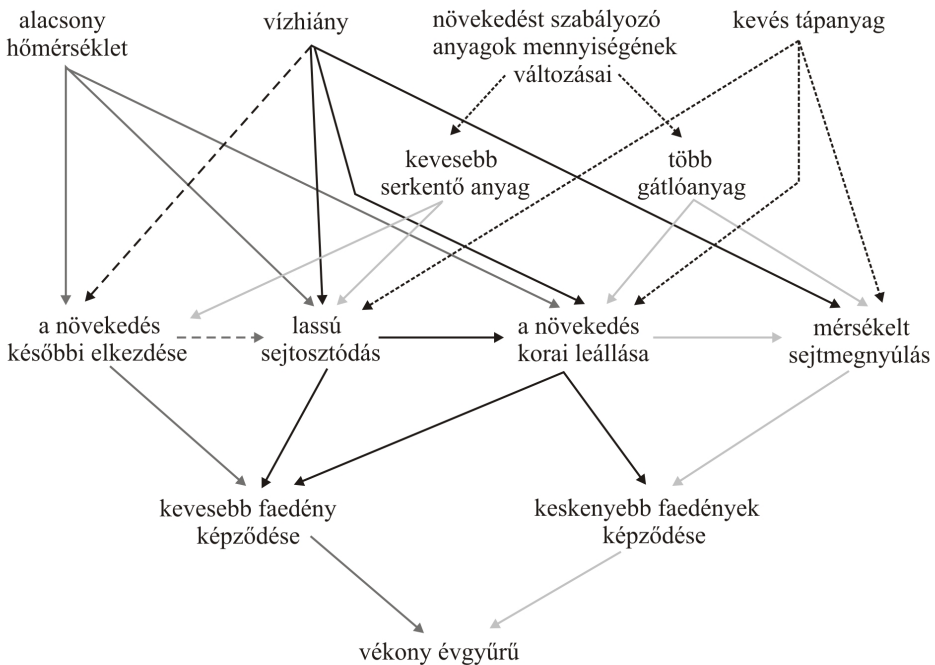 alacsony
hőmérséklet
vízhiány
növekedést szabályozó
anyagok mennyiségének
változásai
kevés tápanyag
kevesebb
serkentő anyag
több
gátlóanyag
a növekedés
későbbi elkezdése
lassú
sejtosztódás
a növekedés
korai leállása
mérsékelt
sejtmegnyúlás
kevesebb faedény
képződése
keskenyebb faedények
képződése
vékony évgyűrű